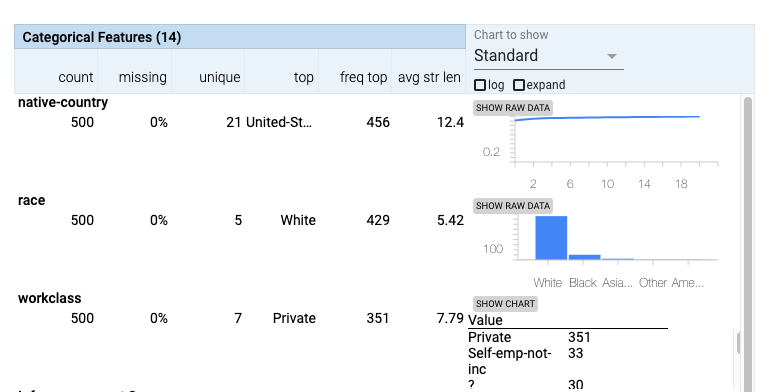 Categorical Features (14)
Chart to show
Standard
count missing unique top freq top avg str len
log expand
native-country
500 0% 21 United-St... 456 12.4
SHOW RAW DATA
0.2
2 6 10 14 18
race
500 0% 5 White 429 5.42
SHOW RAW DATA
100
White Black Asia... Other Ame...
workclass
500 0% 7 Private 351 7.79
SHOW CHART
Value
Private 351
Self-emp-not- 33
inc
? 30